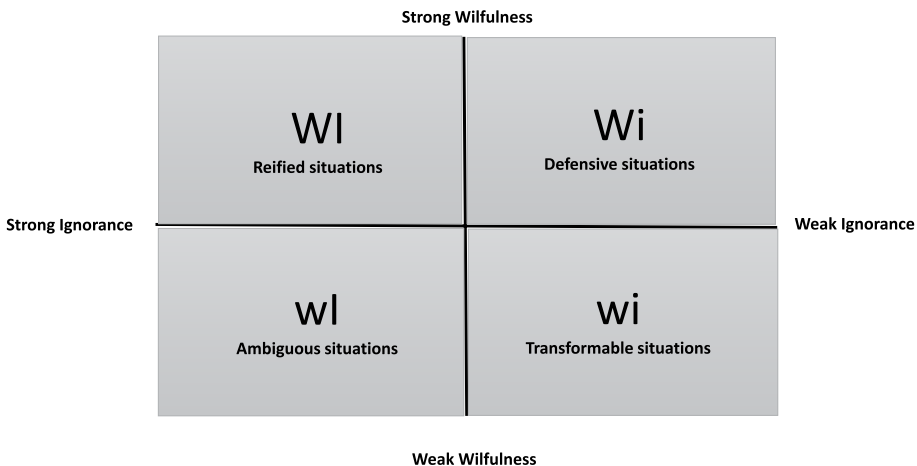 Strong Wilfulness
WI
Reified situations
Wi
Defensive situations
Strong Ignorance
Weak Ignorance
wI
Ambiguous situations
wi
Transformable situations
Weak Wilfulness